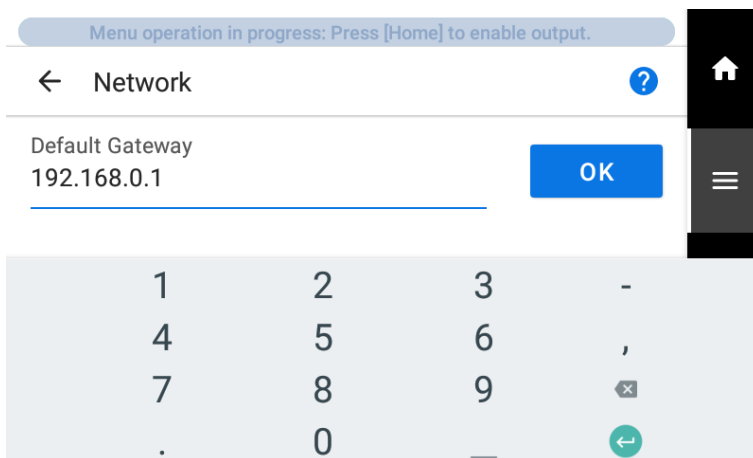 Menu operation in progress: Press [Home] to enable output.
Network
?
Default Gateway
192.168.0.1
OK
1 2 3 -
4 5 6 ,
7 8 9
. 0 _